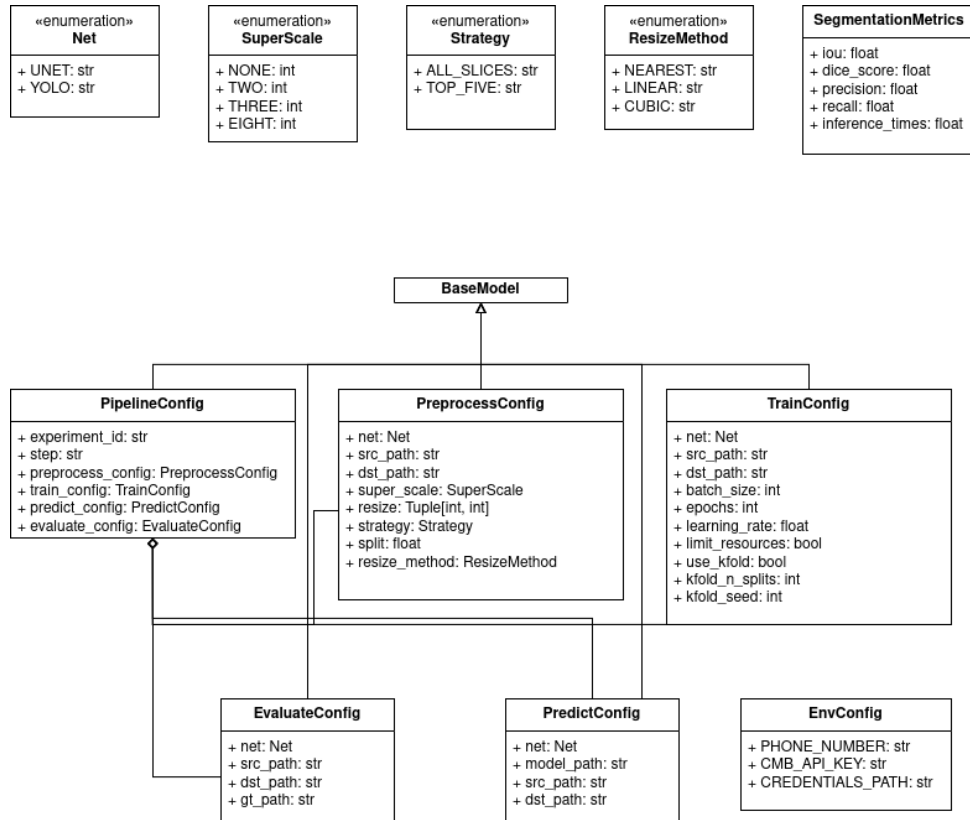 «enumeration»
Net
+ UNET: str
+ YOLO: str
«enumeration»
SuperScale
+ NONE: int
+ TWO: int
+ THREE: int
+ EIGHT: int
«enumeration»
Strategy
+ ALL_SLICES: str
+ TOP_FIVE: str
«enumeration»
ResizeMethod
+ NEAREST: str
+ LINEAR: str
+ CUBIC: str
SegmentationMetrics
+ iou: float
+ dice_score: float
+ precision: float
+ recall: float
+ inference_times: float
BaseModel
PipelineConfig
+ experiment_id: str
+ step: str
+ preprocess_config: PreprocessConfig
+ train_config: TrainConfig
+ predict_config: PredictConfig
+ evaluate_config: EvaluateConfig
PreprocessConfig
+ net: Net
+ src_path: str
+ dst_path: str
+ super_scale: SuperScale
+ resize: Tuple[int, int]
+ strategy: Strategy
+ split: float
+ resize_method: ResizeMethod
TrainConfig
+ net: Net
+ src_path: str
+ dst_path: str
+ batch_size: int
+ epochs: int
+ learning_rate: float
+ limit_resources: bool
+ use_kfold: bool
+ kfold_n_splits: int
+ kfold_seed: int
EvaluateConfig
+ net: Net
+ src_path: str
+ dst_path: str
+ gt_path: str
PredictConfig
+ net: Net
+ model_path: str
+ src_path: str
+ dst_path: str
EnvConfig
+ PHONE_NUMBER: str
+ CMB_API_KEY: str
+ CREDENTIALS_PATH: str